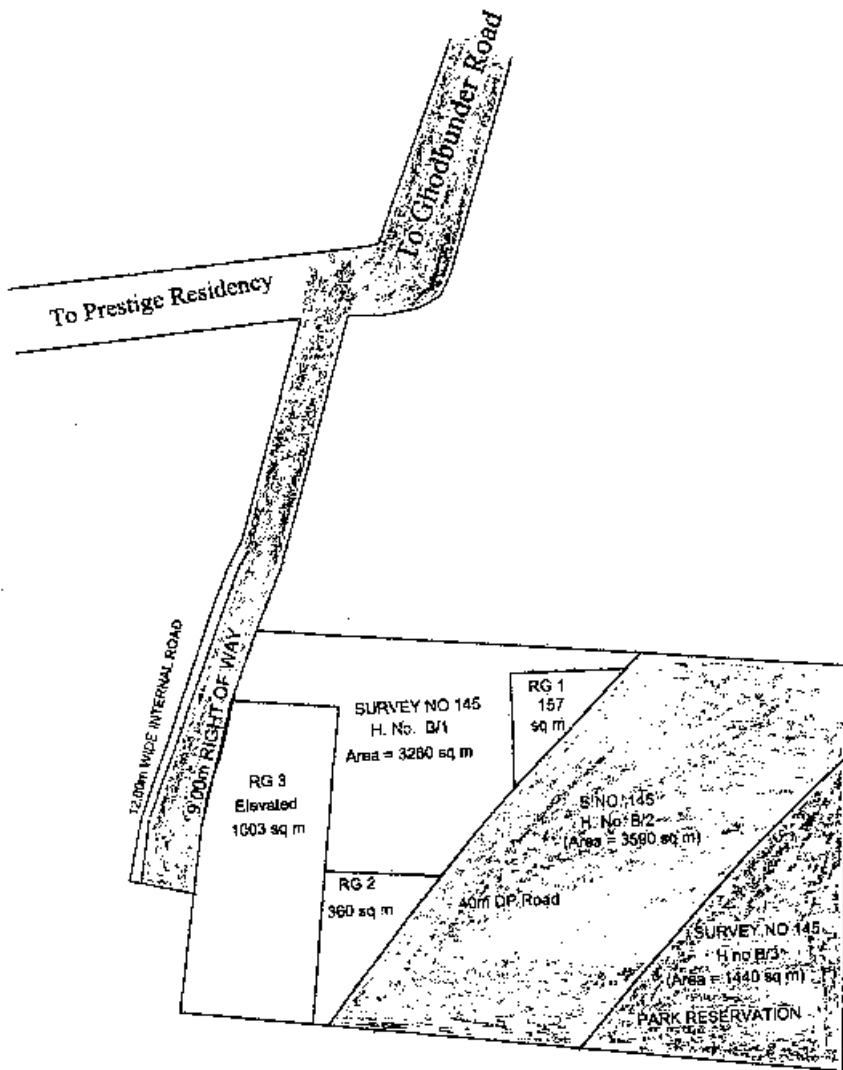 To Ghodbunder Road
To Prestige Residency
12.00m WIDE INTERNAL ROAD
9.00m RIGHT OF WAY
SURVEY NO 145
H. No. B/1
Area = 3260 sq m
RG 1
157
sq m
RG 3
Elevated
1003 sq m
RG 2
360 sq m
S.NO. 145
H. No. B/2
(Area = 3590 sq m)
40m DP Road
SURVEY NO 145
H no B/3
(Area = 1440 sq m)
PARK RESERVATION